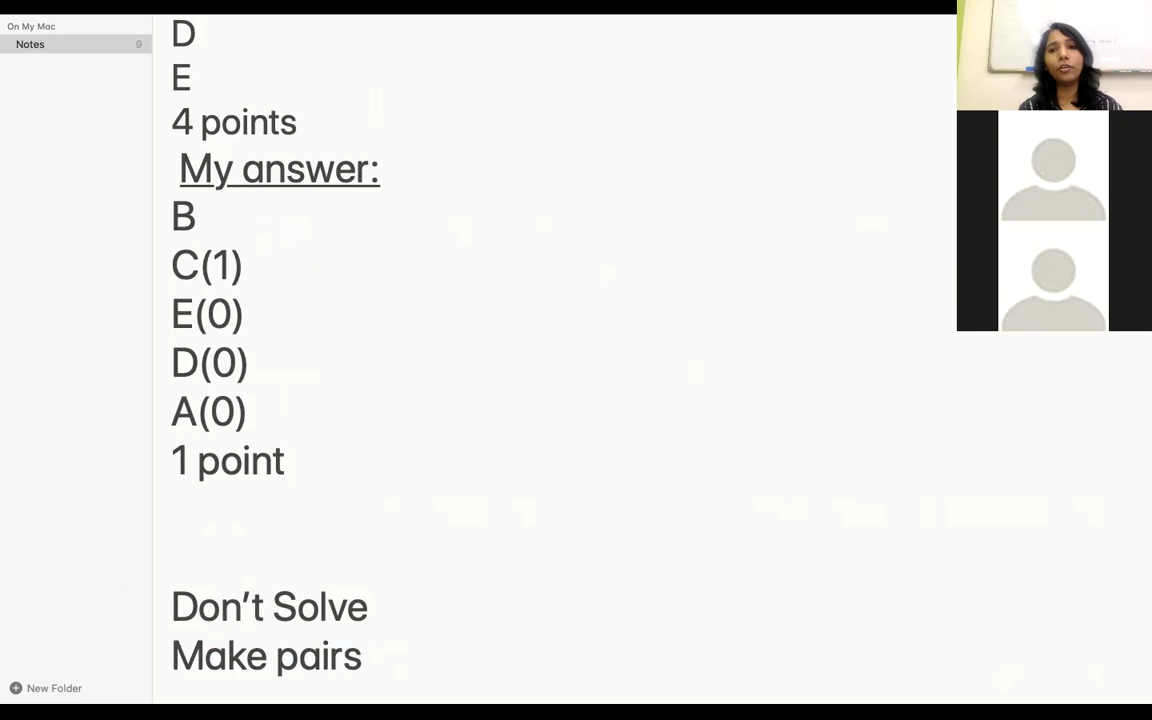 On My Mac
Notes 9
D
E
4 points
My answer:
B
C(1)
E(0)
D(0)
A(0)
1 point
Don't Solve
Make pairs
New Folder